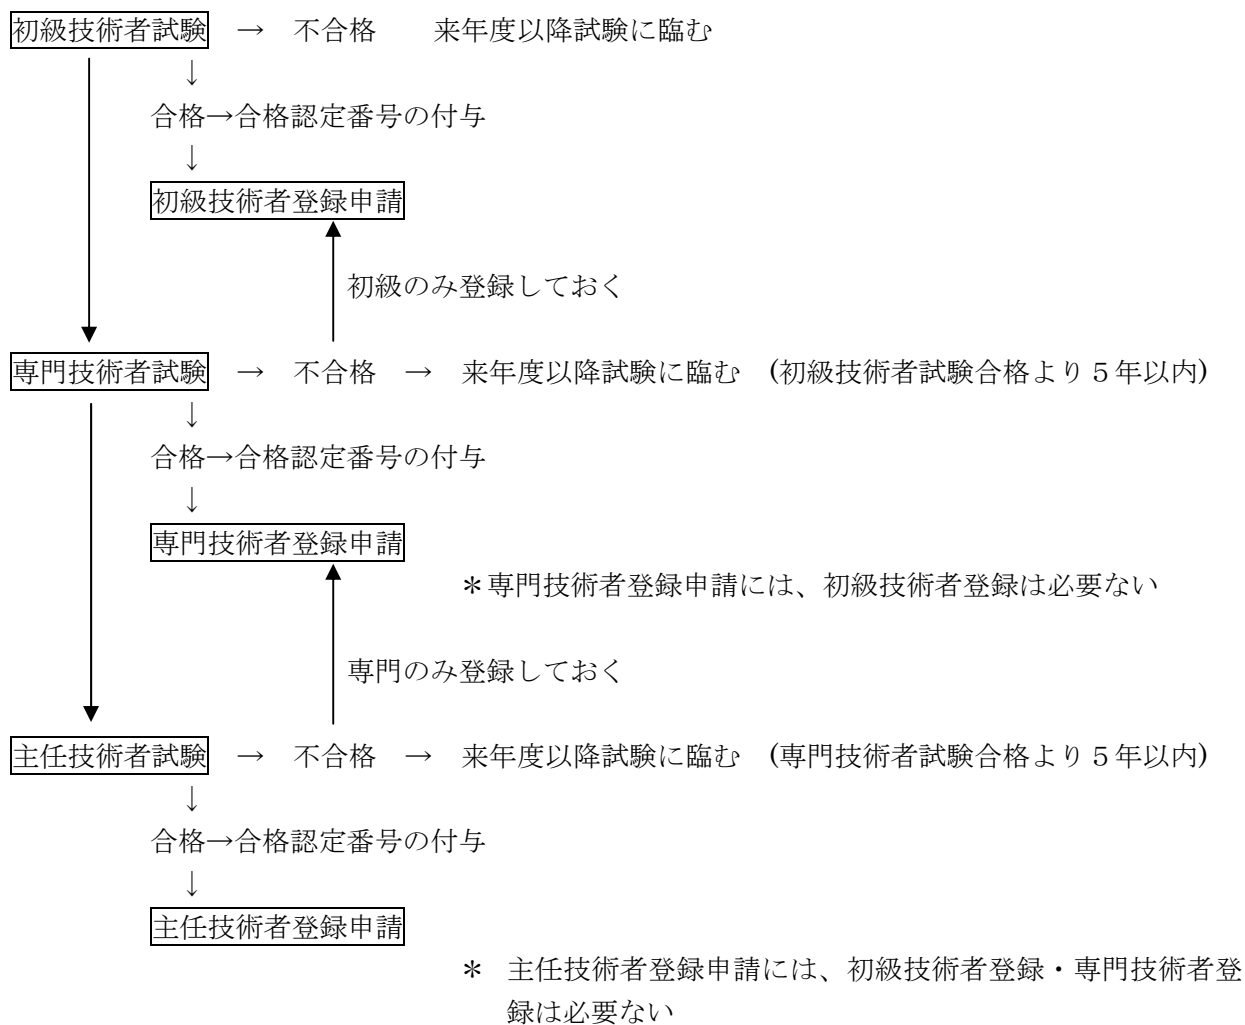 初級技術者試験 → 不合格 来年度以降試験に臨む
↓
合格→合格認定番号の付与
↓
初級技術者登録申請
初級のみ登録しておく
専門技術者試験 → 不合格 → 来年度以降試験に臨む (初級技術者試験合格より５年以内)
↓
合格→合格認定番号の付与
↓
専門技術者登録申請
＊専門技術者登録申請には、初級技術者登録は必要ない
専門のみ登録しておく
主任技術者試験 → 不合格 → 来年度以降試験に臨む (専門技術者試験合格より５年以内)
↓
合格→合格認定番号の付与
↓
主任技術者登録申請
＊ 主任技術者登録申請には、初級技術者登録・専門技術者登
録は必要ない